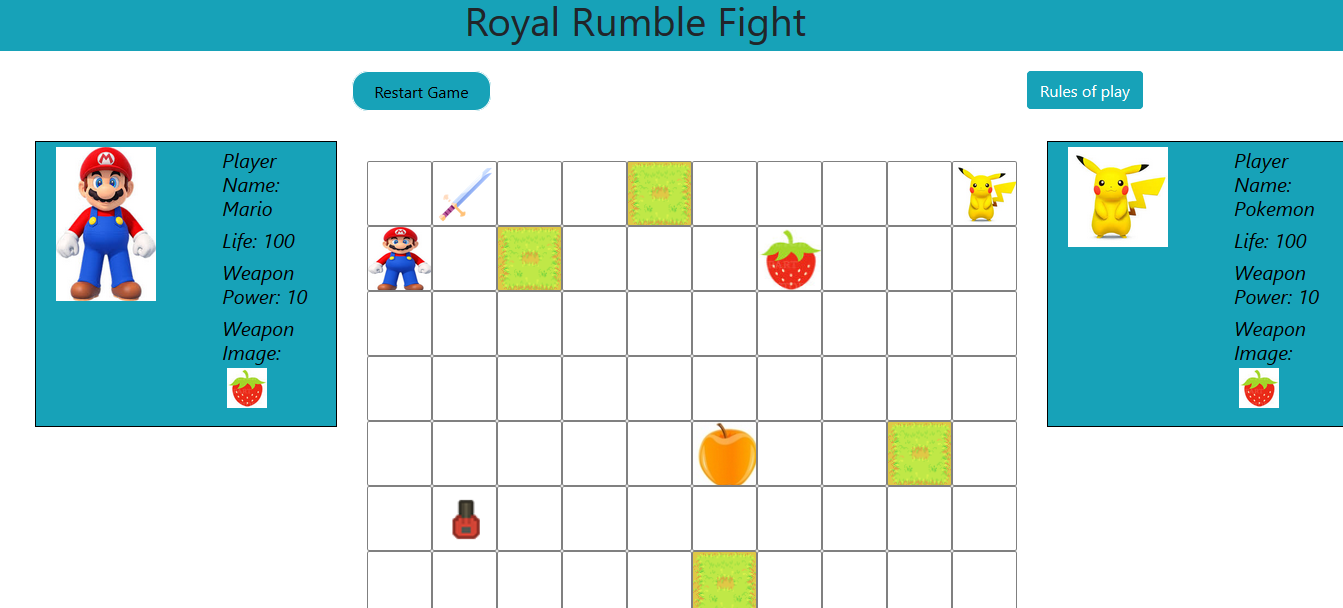 Royal Rumble Fight
Restart Game
Rules of play
Player
Name:
Mario
Life: 100
Weapon
Power: 10
Weapon
Image:
Player
Name:
Pokemon
Life: 100
Weapon
Power: 10
Weapon
Image: